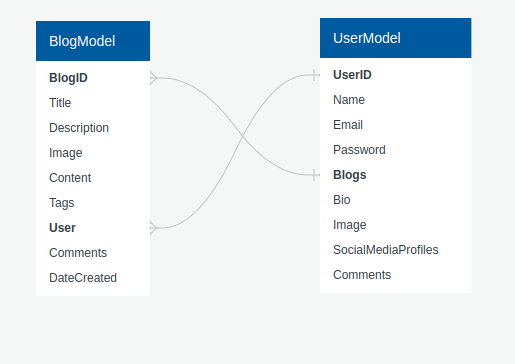 BlogModel
BlogID
Title
Description
Image
Content
Tags
User
Comments
DateCreated
UserModel
UserID
Name
Email
Password
Blogs
Bio
Image
SocialMediaProfiles
Comments